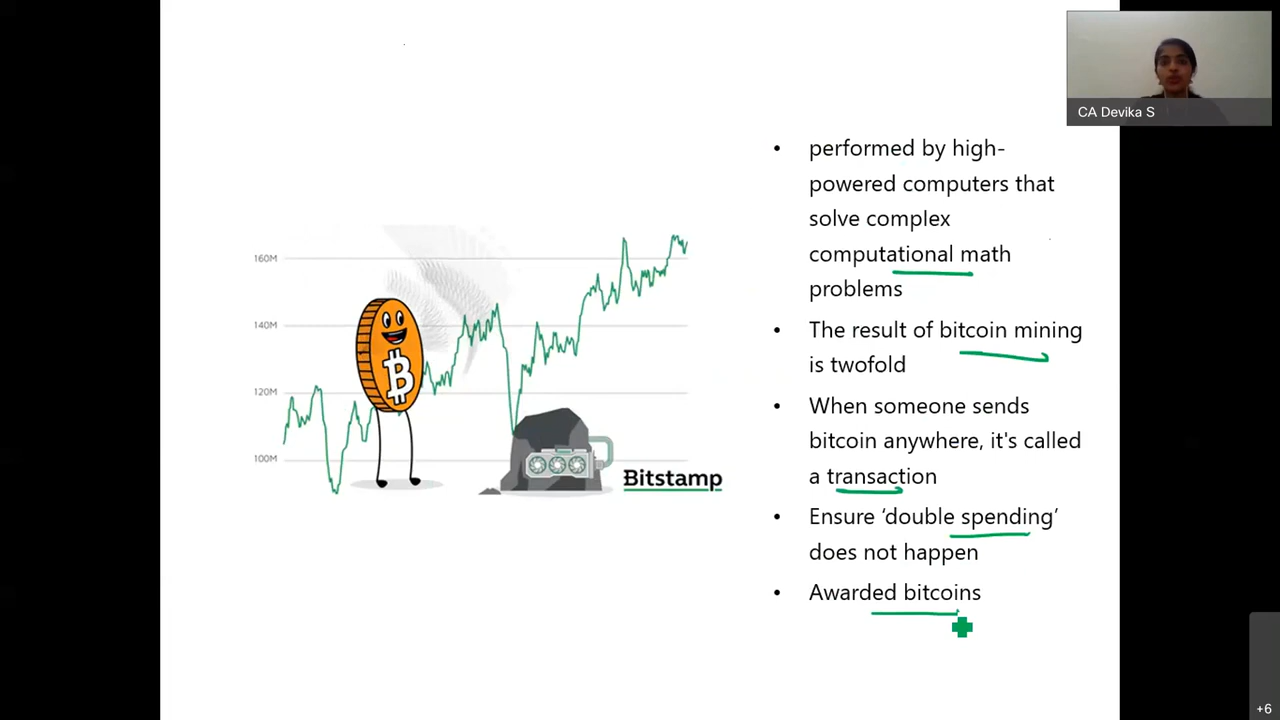 CA Devika S
• performed by high-
powered computers that
solve complex
computational math
problems
• The result of bitcoin mining
is twofold
• When someone sends
bitcoin anywhere, it's called
a transaction
• Ensure ‘double spending’
does not happen
• Awarded bitcoins
160M
140M
120M
100M
₿
Bitstamp
+6